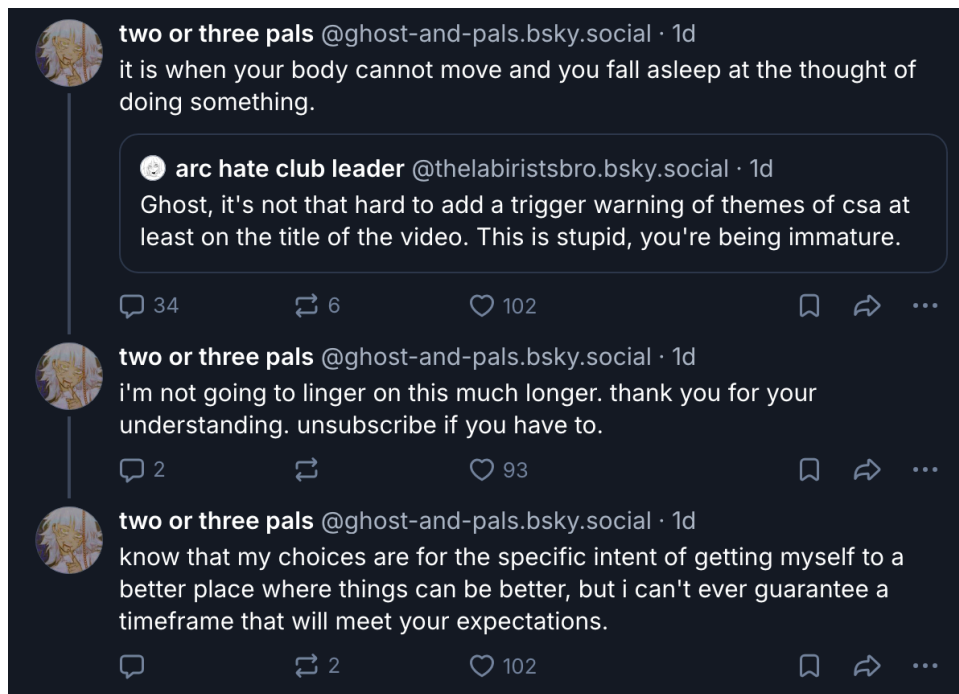 two or three pals @ghost-and-pals.bsky.social · 1d
it is when your body cannot move and you fall asleep at the thought of
doing something.
arc hate club leader @thelabiristsbro.bsky.social · 1d
Ghost, it's not that hard to add a trigger warning of themes of csa at
least on the title of the video. This is stupid, you're being immature.
34 6 102
two or three pals @ghost-and-pals.bsky.social · 1d
i'm not going to linger on this much longer. thank you for your
understanding. unsubscribe if you have to.
2 93
two or three pals @ghost-and-pals.bsky.social · 1d
know that my choices are for the specific intent of getting myself to a
better place where things can be better, but i can't ever guarantee a
timeframe that will meet your expectations.
2 102